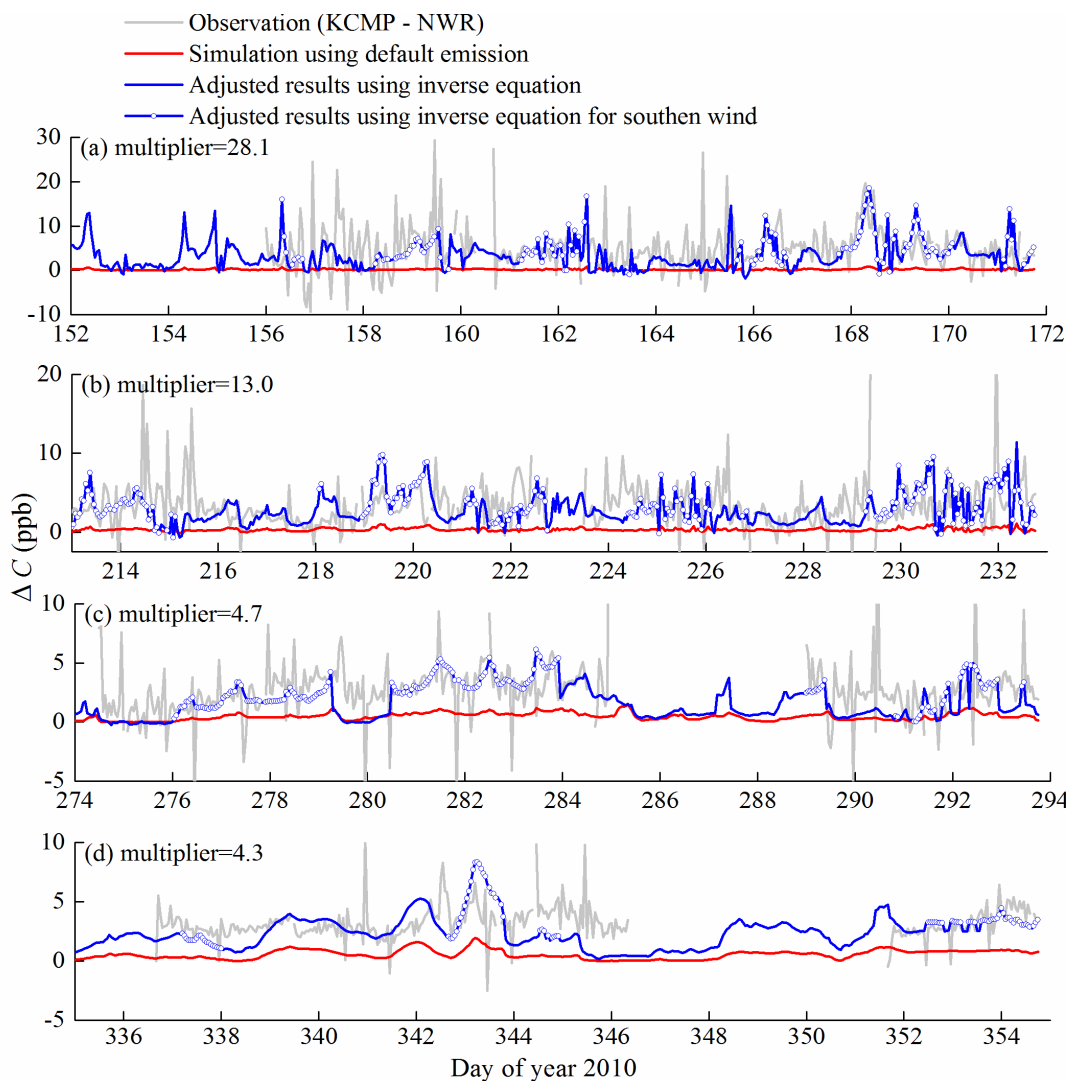 Observation (KCMP - NWR)
Simulation using default emission
Adjusted results using inverse equation
Adjusted results using inverse equation for southen wind
30
(a) multiplier=28.1
20
10
0
-10
152 154 156 158 160 162 164 166 168 170 172
20
(b) multiplier=13.0
10
0
214 216 218 220 222 224 226 228 230 232
Δ C (ppb)
10
(c) multiplier=4.7
5
0
-5
274 276 278 280 282 284 286 288 290 292 294
10
(d) multiplier=4.3
5
0
-5
336 338 340 342 344 346 348 350 352 354
Day of year 2010